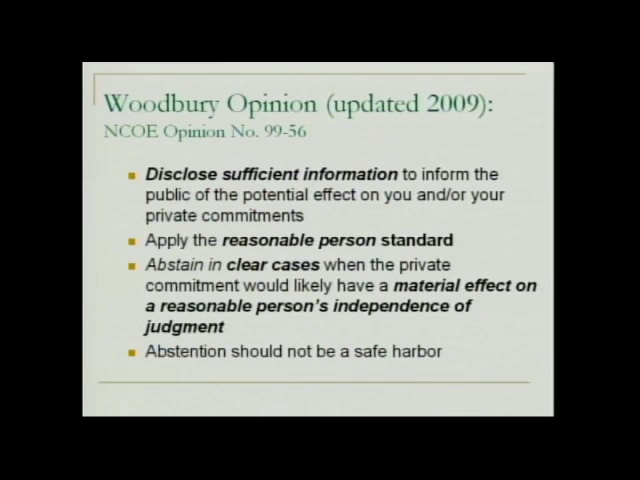 Woodbury Opinion (updated 2009):
NCOE Opinion No. 99-56
Disclose sufficient information to inform the
public of the potential effect on you and/or your
private commitments
Apply the reasonable person standard
Abstain in clear cases when the private
commitment would likely have a material effect on
a reasonable person's independence of
judgment
Abstention should not be a safe harbor